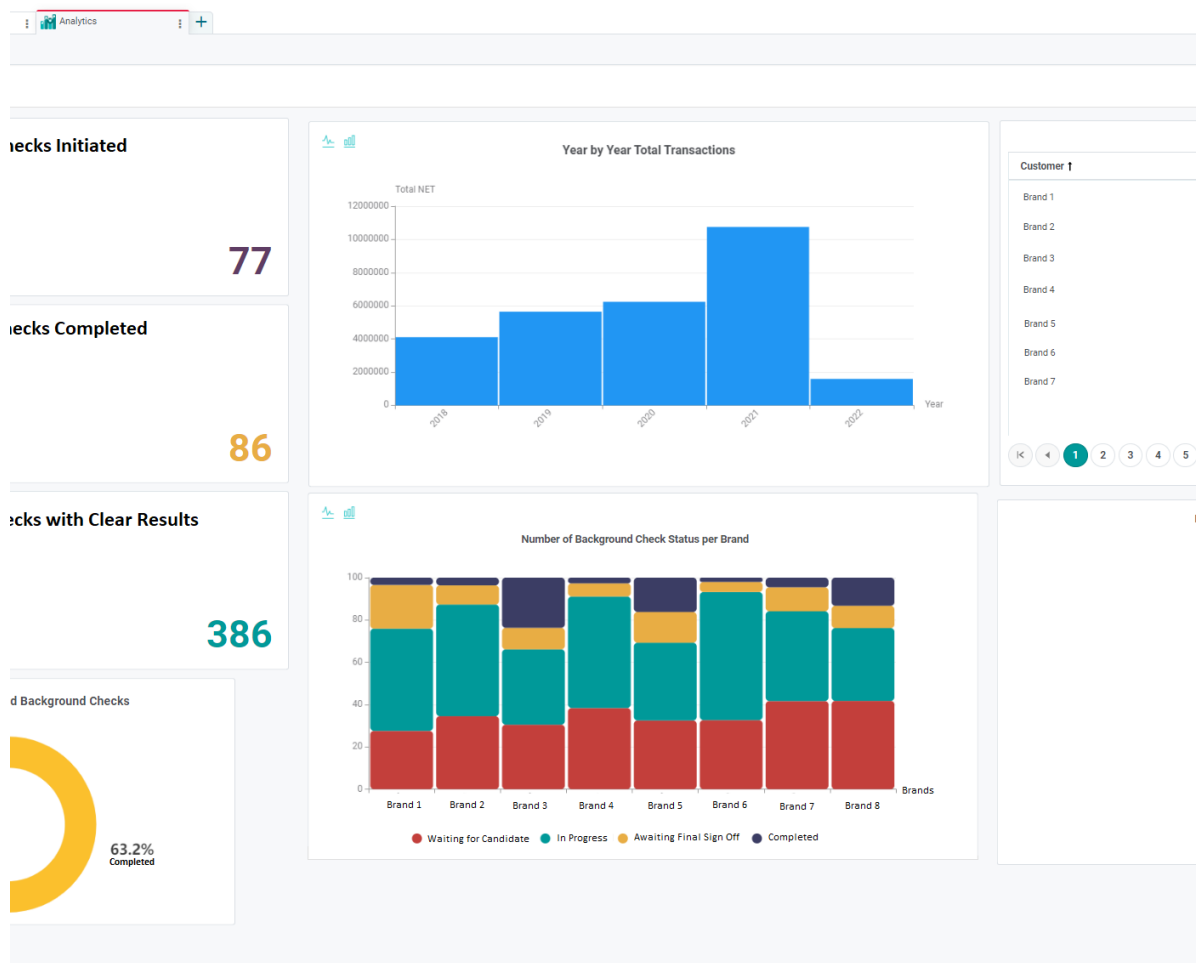 Analytics
ecks Initiated
77
ecks Completed
86
ecks with Clear Results
386
d Background Checks
63.2%
Completed
Year by Year Total Transactions
Total NET
12000000
10000000
8000000
6000000
4000000
2000000
0
2018
2019
2020
2021
2022
Year
Number of Background Check Status per Brand
100
80
60
40
20
0
Brand 1
Brand 2
Brand 3
Brand 4
Brand 5
Brand 6
Brand 7
Brand 8
Brands
Waiting for Candidate
In Progress
Awaiting Final Sign Off
Completed
Customer
Brand 1
Brand 2
Brand 3
Brand 4
Brand 5
Brand 6
Brand 7
1 2 3 4 5